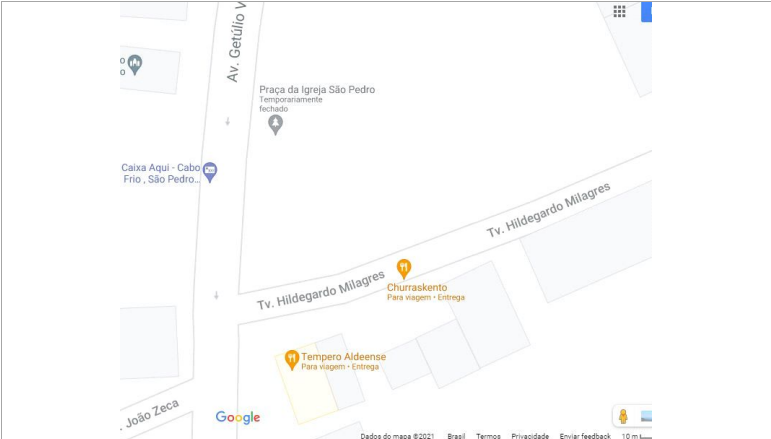 Av. Getúlio V
o
o
Praça da Igreja São Pedro
Temporariamente
fechado
Caixa Aqui - Cabo
Frio , São Pedro...
Tv. Hildegardo Milagres
Tv. Hildegardo Milagres
Churraskento
Para viagem • Entrega
Tempero Aldeense
Para viagem • Entrega
. João Zeca
Google
Dados do mapa ©2021 Brasil Termos Privacidade Enviar feedback 10 m